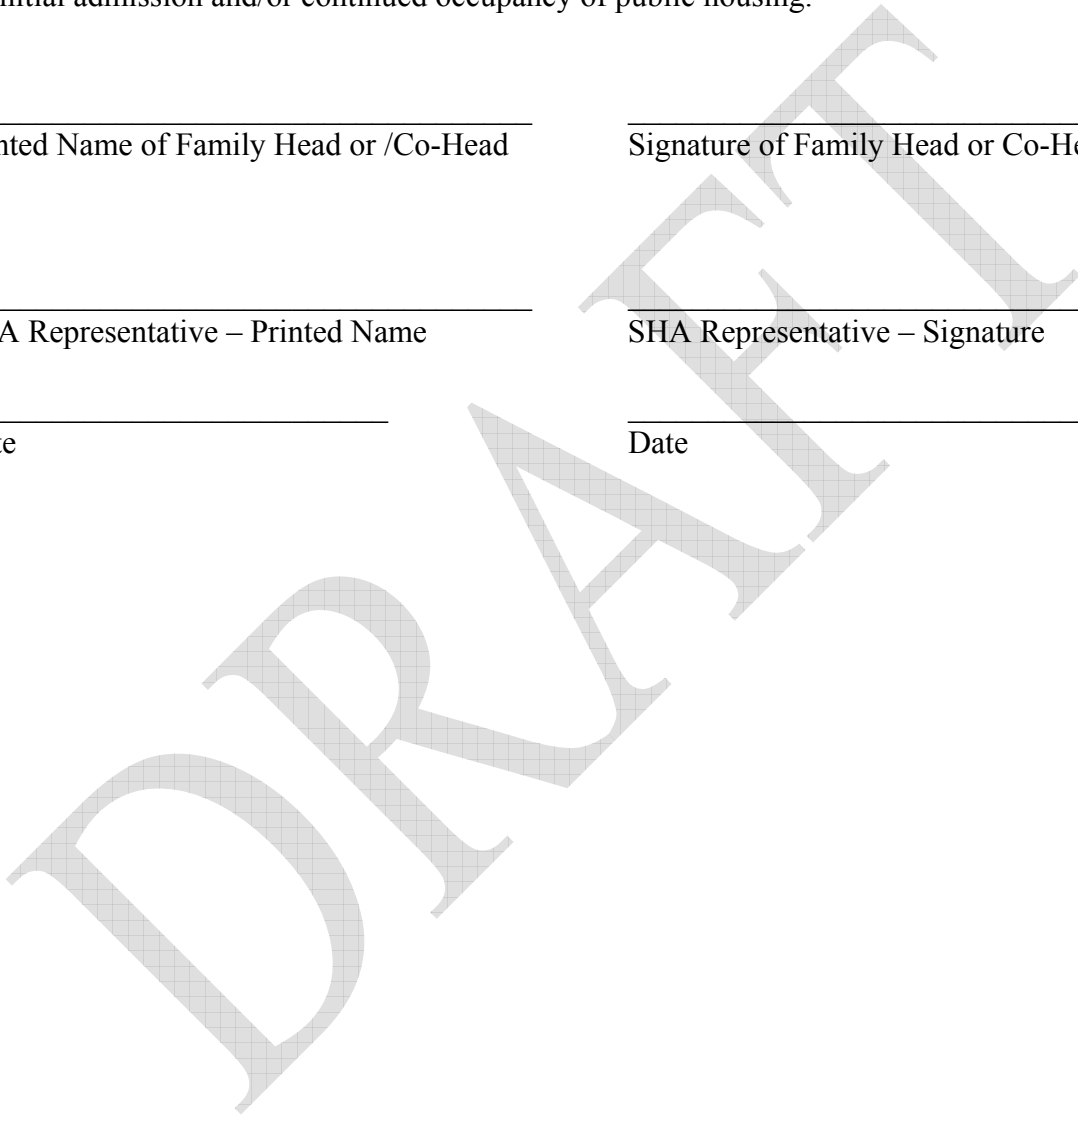 initial admission and/or continued occupancy of public housing.
nted Name of Family Head or /Co-Head Signature of Family Head or Co-He
A Representative – Printed Name SHA Representative – Signature
te Date
DRAFT